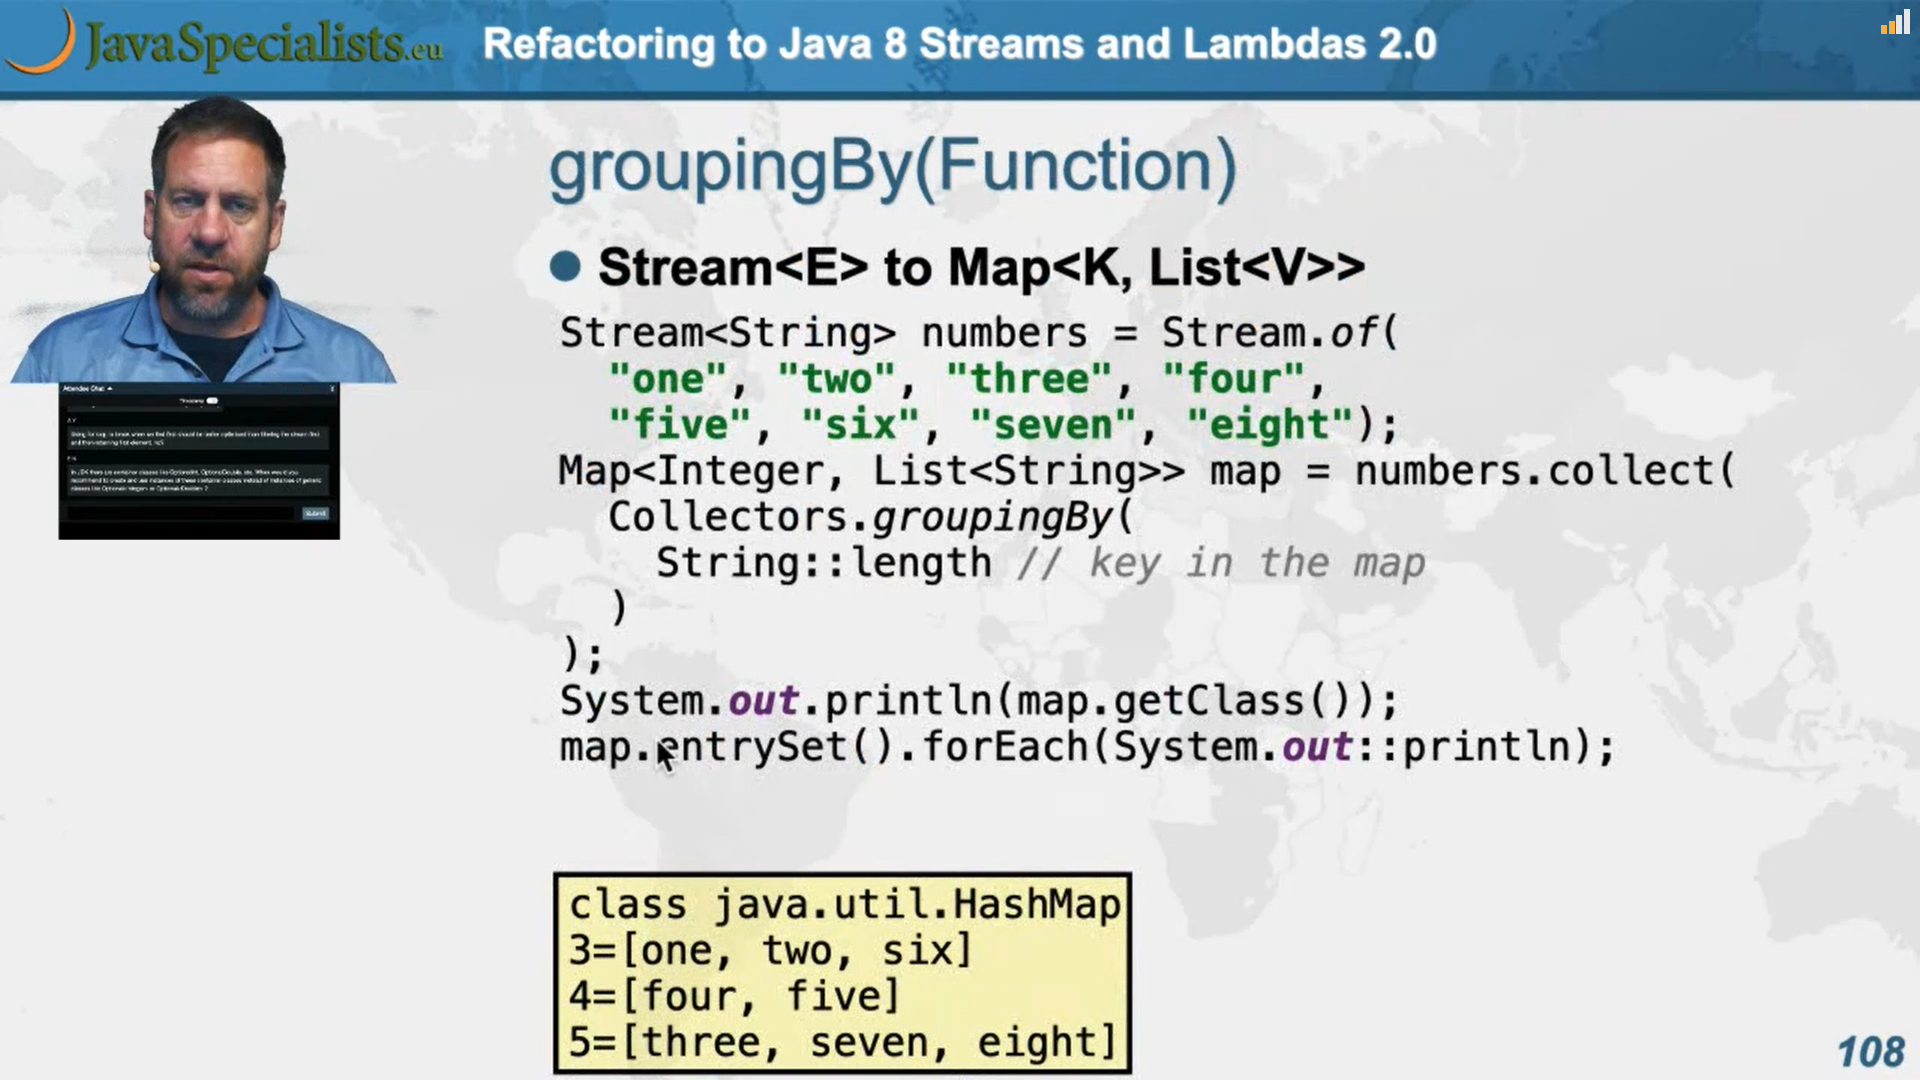 JavaSpecialists.eu
Refactoring to Java 8 Streams and Lambdas 2.0
groupingBy(Function)
Stream<E> to Map<K, List<V>>
Stream<String> numbers = Stream.of(
"one", "two", "three", "four",
"five", "six", "seven", "eight");
Map<Integer, List<String>> map = numbers.collect(
Collectors.groupingBy(
String::length // key in the map
)
);
System.out.println(map.getClass());
map.entrySet().forEach(System.out::println);
class java.util.HashMap
3=[one, two, six]
4=[four, five]
5=[three, seven, eight]
108
Attendee Chat
Submit